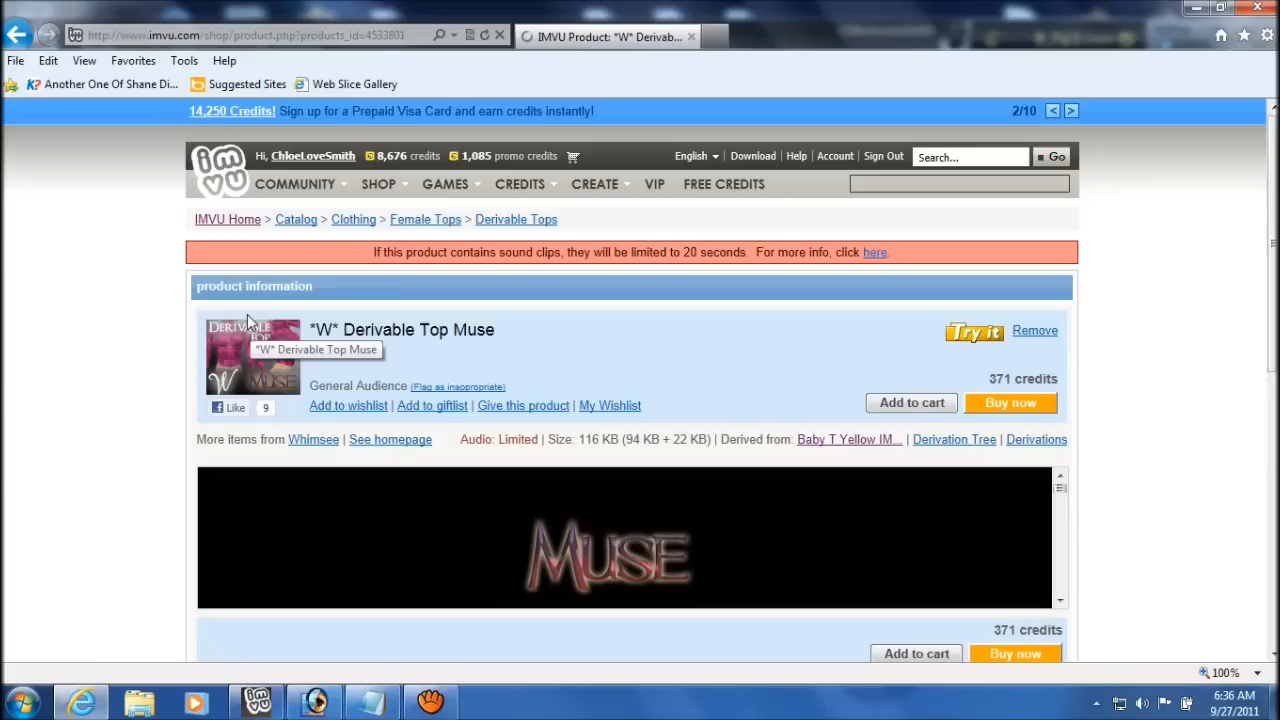 http://www.imvu.com/shop/product.php?products_id=4533801
IMVU Product: *W* Derivab...
File Edit View Favorites Tools Help
Another One Of Shane Di... Suggested Sites Web Slice Gallery
14,250 Credits! Sign up for a Prepaid Visa Card and earn credits instantly! 2/10 < >
imvu
Hi, ChloeLoveSmith 8,676 credits 1,085 promo credits English Download Help Account Sign Out Search... Go
COMMUNITY SHOP GAMES CREDITS CREATE VIP FREE CREDITS
IMVU Home > Catalog > Clothing > Female Tops > Derivable Tops
If this product contains sound clips, they will be limited to 20 seconds. For more info, click here.
product information
DERIVABLE TOP
W MUSE
*W* Derivable Top Muse
Try it Remove
*W* Derivable Top Muse
371 credits
General Audience (Flag as inappropriate)
Like 9
Add to wishlist | Add to giftlist | Give this product | My Wishlist
Add to cart Buy now
More items from Whimsee | See homepage Audio: Limited | Size: 116 KB (94 KB + 22 KB) | Derived from: Baby T Yellow IM... | Derivation Tree | Derivations
MUSE
371 credits
Add to cart Buy now
100%
imvu
6:36 AM
9/27/2011